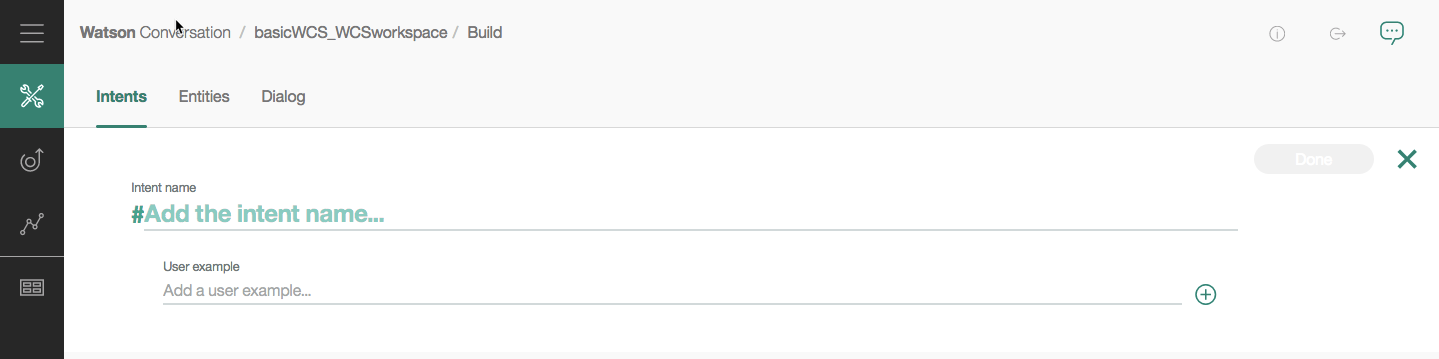 Watson Conversation / basicWCS_WCSworkspace / Build
Intents Entities Dialog
Done
Intent name
#Add the intent name...
User example
Add a user example...